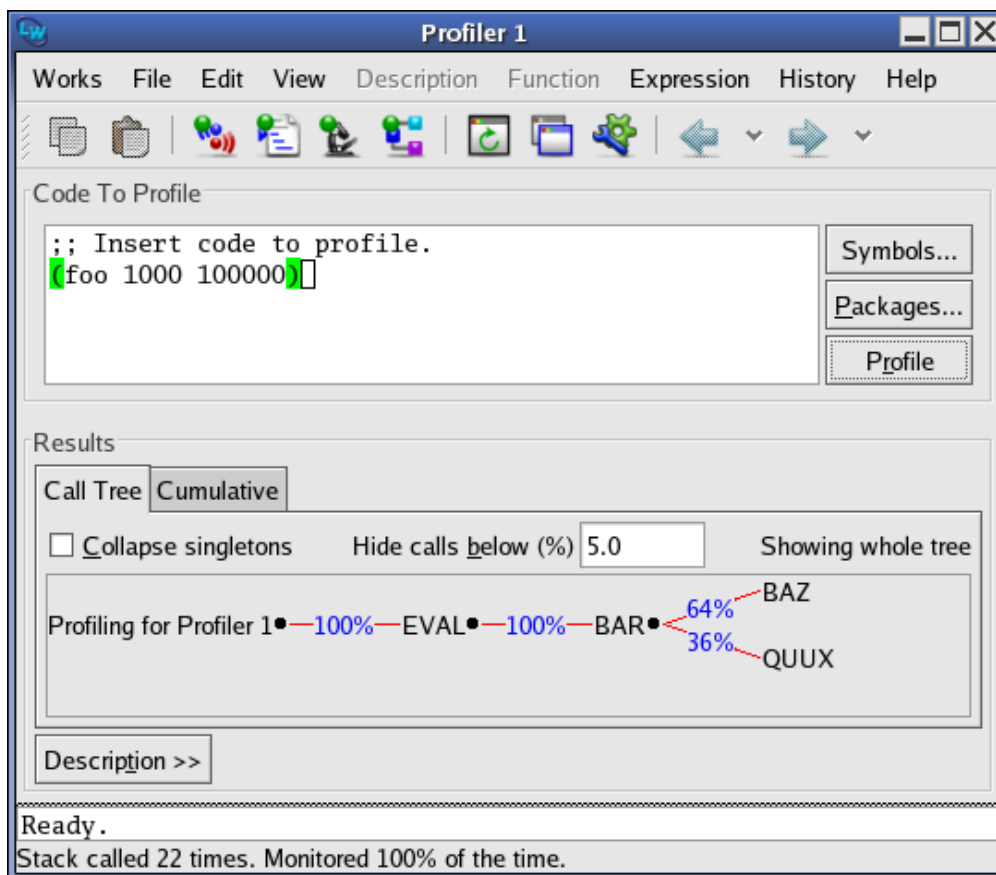 LW
Profiler 1
Works File Edit View Description Function Expression History Help
Code To Profile
;; Insert code to profile.
(foo 1000 100000)
Symbols...
Packages...
Profile
Results
Call Tree Cumulative
Collapse singletons Hide calls below (%) 5.0 Showing whole tree
Profiling for Profiler 1 100% EVAL 100% BAR 64% BAZ
36% QUUX
Description >>
Ready.
Stack called 22 times. Monitored 100% of the time.